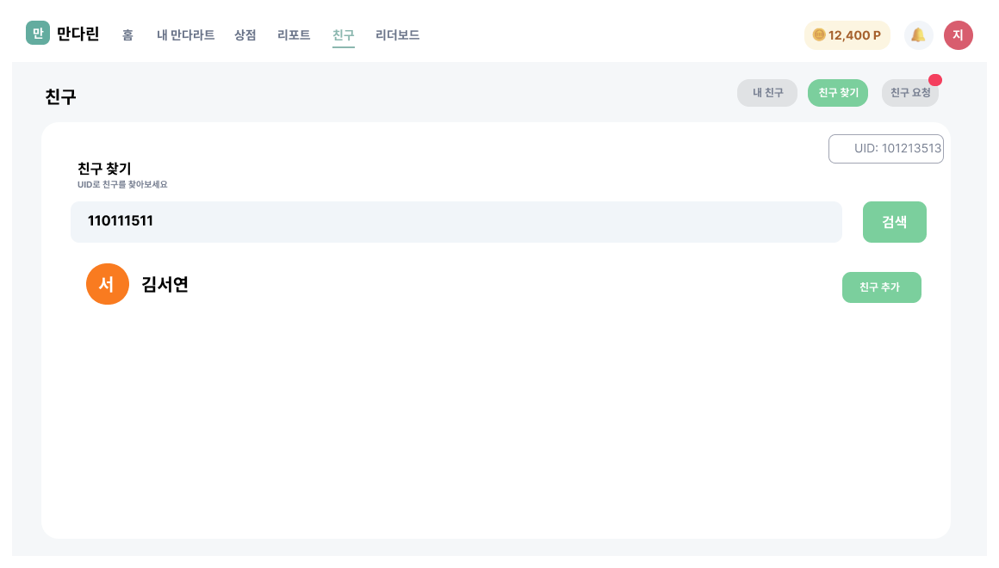 만 만다린 홈 내 만다라트 상점 리포트 친구 리더보드 12,400 P 지
친구 내 친구 친구 찾기 친구 요청
UID: 101213513
친구 찾기
UID로 친구를 찾아보세요
110111511 검색
서 김서연 친구 추가